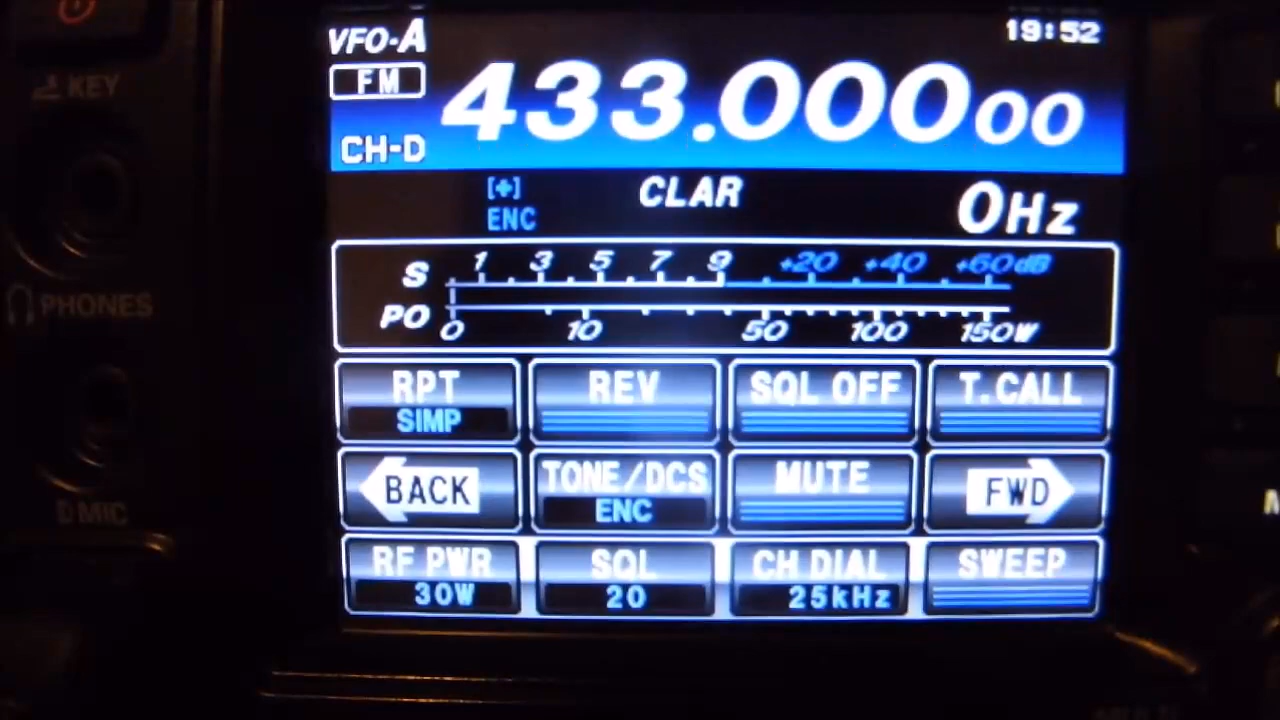 VFO-A
19:52
FM
433.00000
CH-D
[+]
ENC
CLAR
0Hz
S 1 3 5 7 9 +20 +40 +60dB
PO 0 10 50 100 150W
RPT
SIMP
REV
SQL OFF
T.CALL
BACK
TONE/DCS
ENC
MUTE
FWD
RF PWR
30W
SQL
20
CH DIAL
25kHz
SWEEP
KEY
PHONES
D MIC